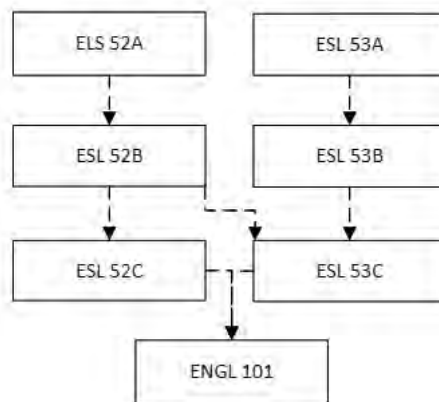 ELS 52A
ESL 53A
ESL 52B
ESL 53B
ESL 52C
ESL 53C
ENGL 101